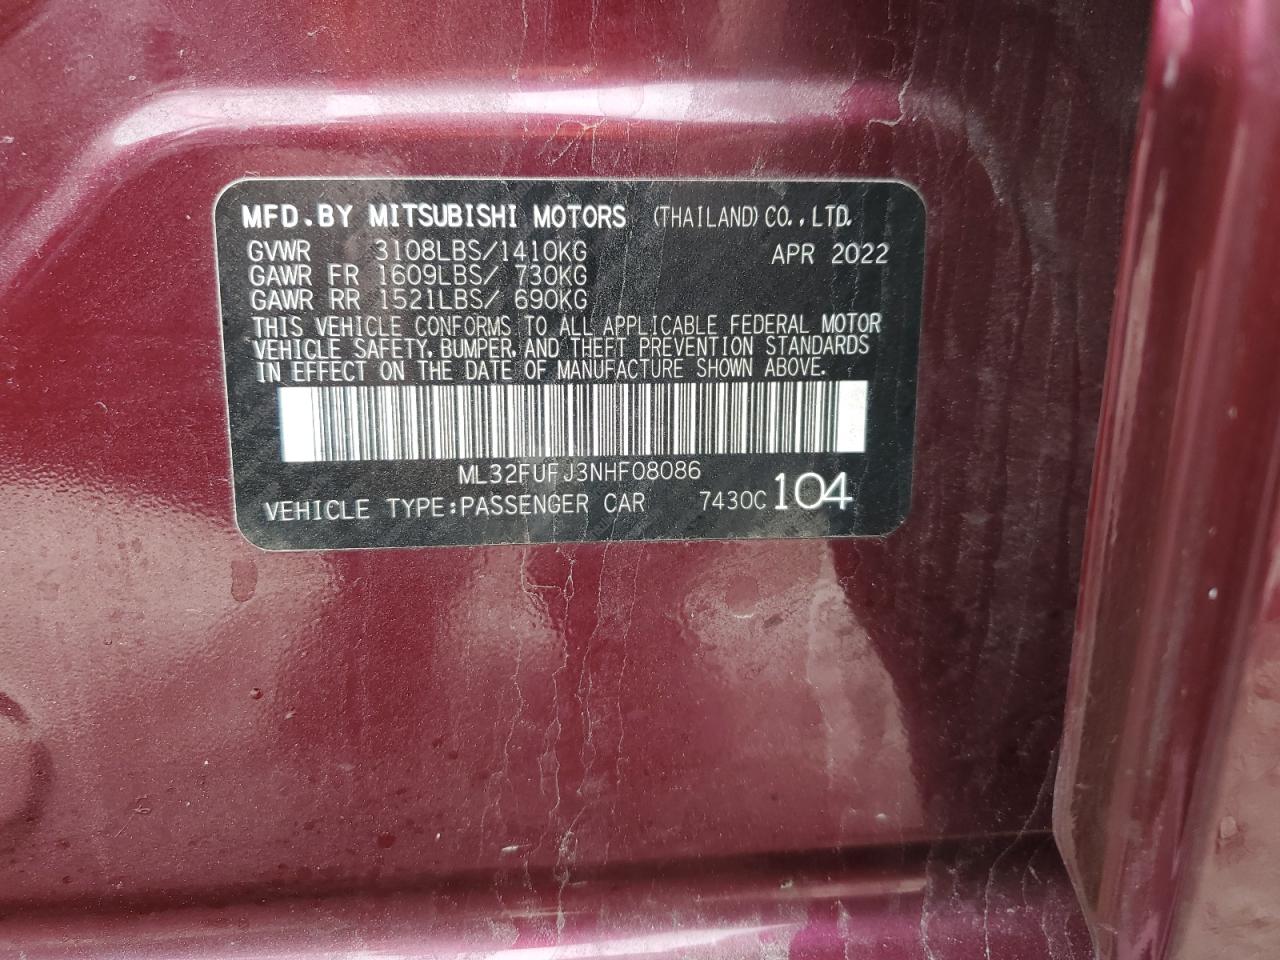 MFD.BY MITSUBISHI MOTORS (THAILAND) CO.,LTD.
GVWR 3108LBS/1410KG APR 2022
GAWR FR 1609LBS/ 730KG
GAWR RR 1521LBS/ 690KG
THIS VEHICLE CONFORMS TO ALL APPLICABLE FEDERAL MOTOR
VEHICLE SAFETY, BUMPER, AND THEFT PREVENTION STANDARDS
IN EFFECT ON THE DATE OF MANUFACTURE SHOWN ABOVE.
ML32FUFJ3NHF08086
VEHICLE TYPE:PASSENGER CAR 7430C 104